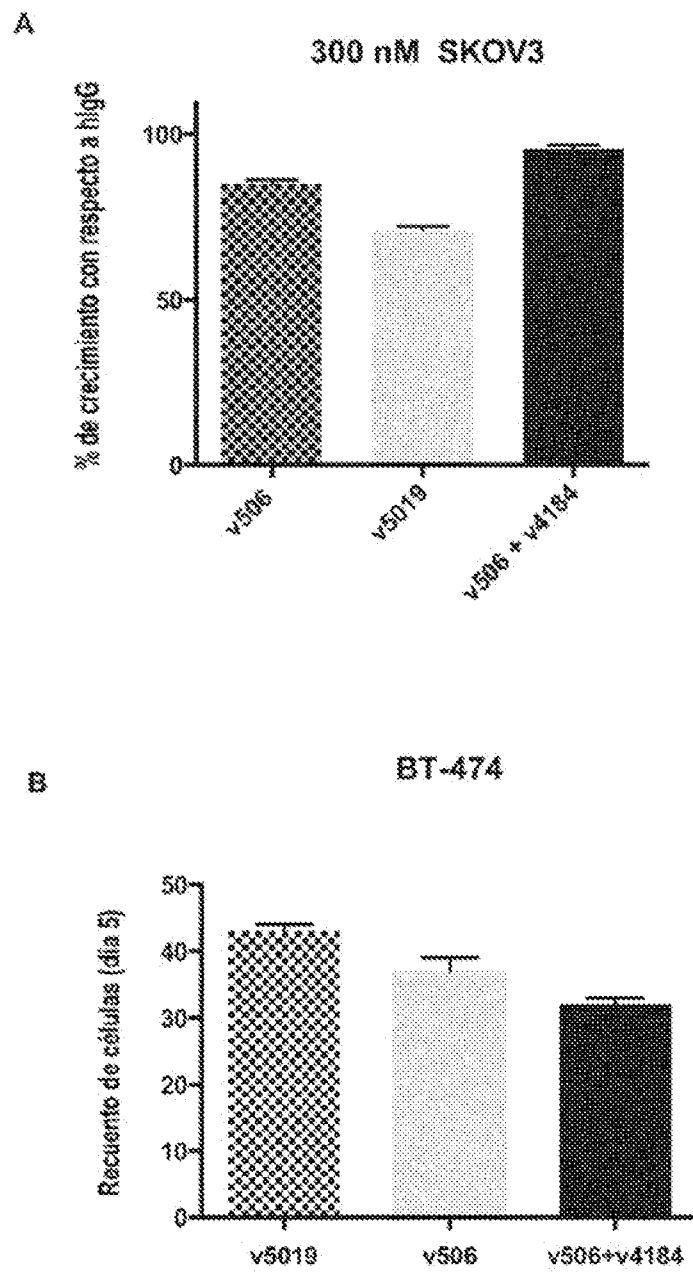 A
300 nM SKOV3
% de crecimiento con respecto a hIgG
100
50
0
v506
v5019
v506 + v4184
B
BT-474
Recuento de células (día 5)
50
40
30
20
10
0
v5019
v506
v506+v4184